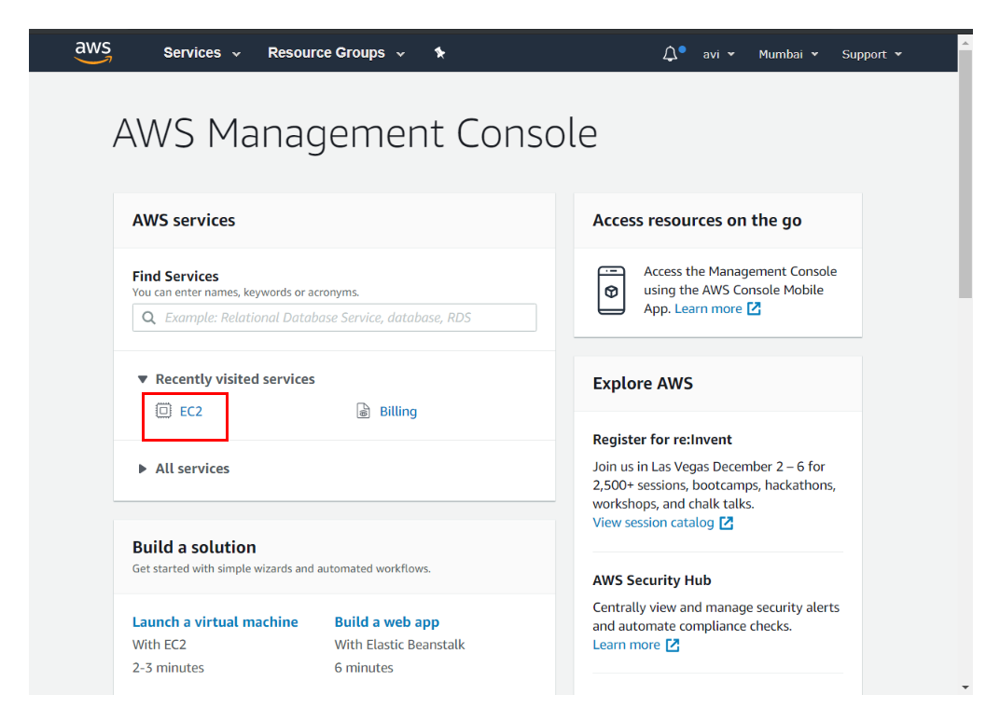 aws
Services
Resource Groups
avi
Mumbai
Support
AWS Management Console
AWS services
Find Services
You can enter names, keywords or acronyms.
Example: Relational Database Service, database, RDS
Recently visited services
EC2
Billing
All services
Build a solution
Get started with simple wizards and automated workflows.
Launch a virtual machine
With EC2
2-3 minutes
Build a web app
With Elastic Beanstalk
6 minutes
Access resources on the go
Access the Management Console
using the AWS Console Mobile
App. Learn more
Explore AWS
Register for re:Invent
Join us in Las Vegas December 2 – 6 for
2,500+ sessions, bootcamps, hackathons,
workshops, and chalk talks.
View session catalog
AWS Security Hub
Centrally view and manage security alerts
and automate compliance checks.
Learn more